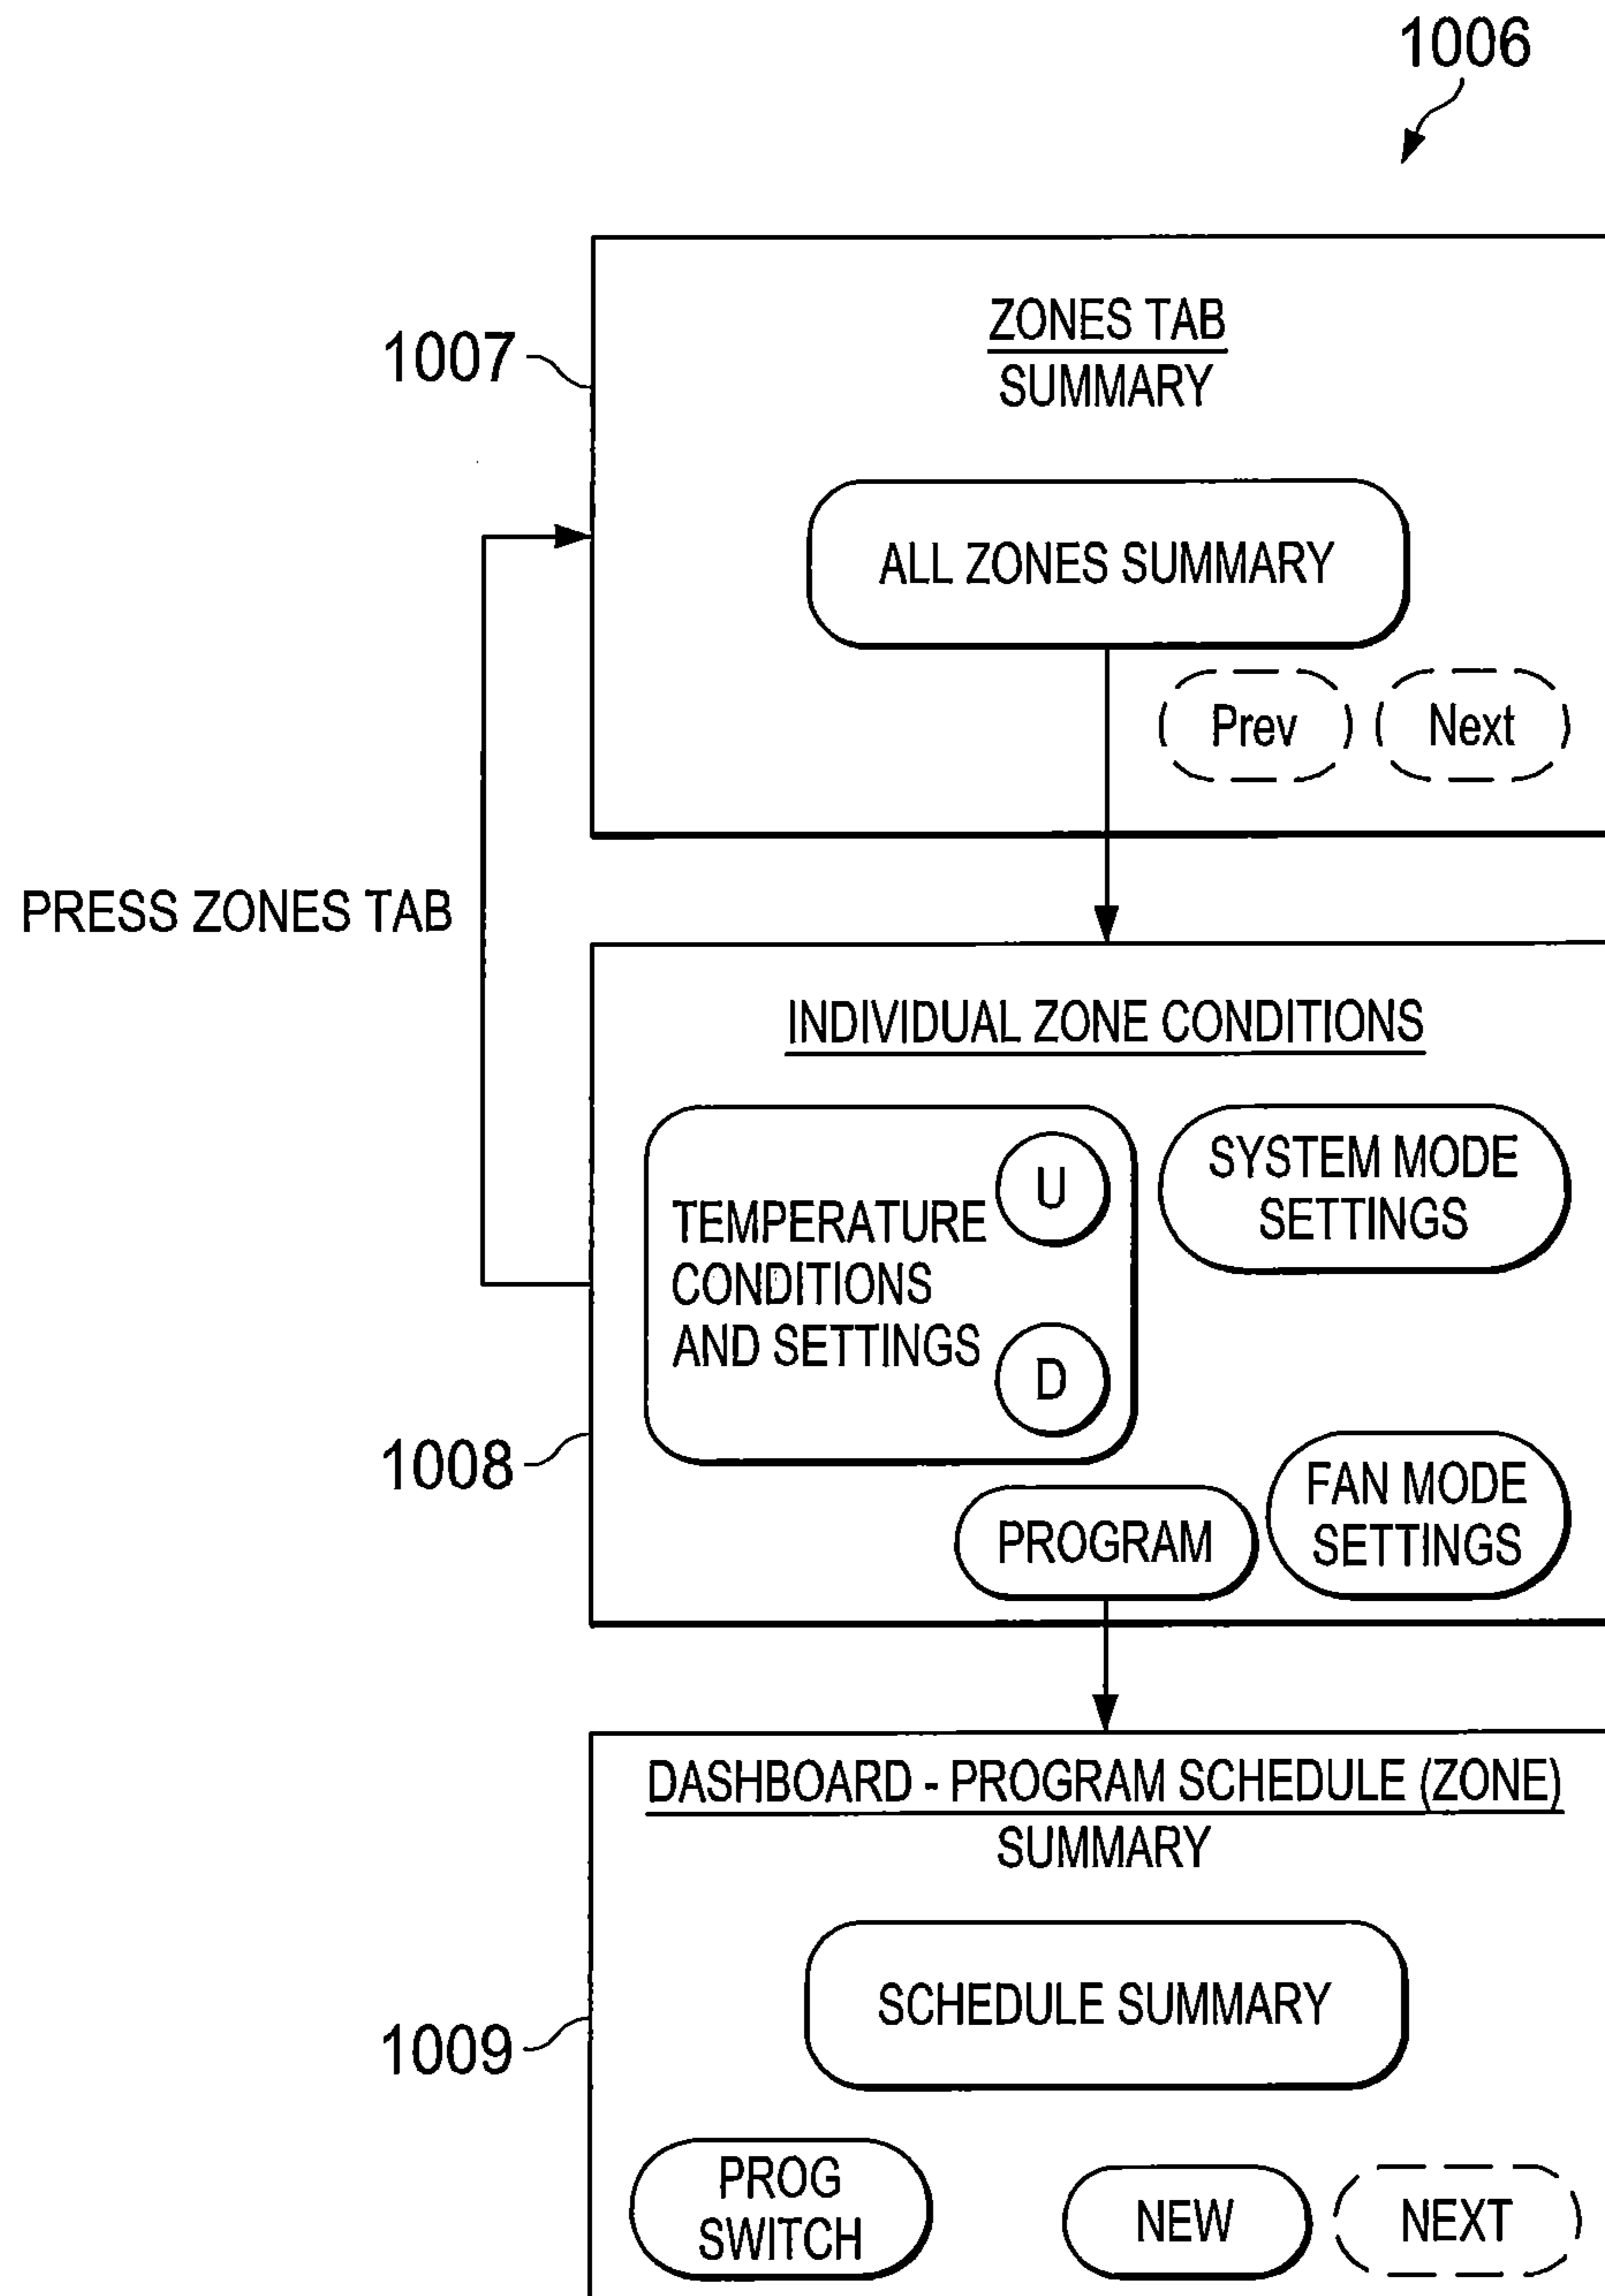 1006
ZONES TAB
SUMMARY
1007
ALL ZONES SUMMARY
Prev
Next
PRESS ZONES TAB
INDIVIDUAL ZONE CONDITIONS
TEMPERATURE
CONDITIONS
AND SETTINGS
U
D
SYSTEM MODE
SETTINGS
1008
PROGRAM
FAN MODE
SETTINGS
DASHBOARD - PROGRAM SCHEDULE (ZONE)
SUMMARY
1009
SCHEDULE SUMMARY
PROG
SWITCH
NEW
NEXT